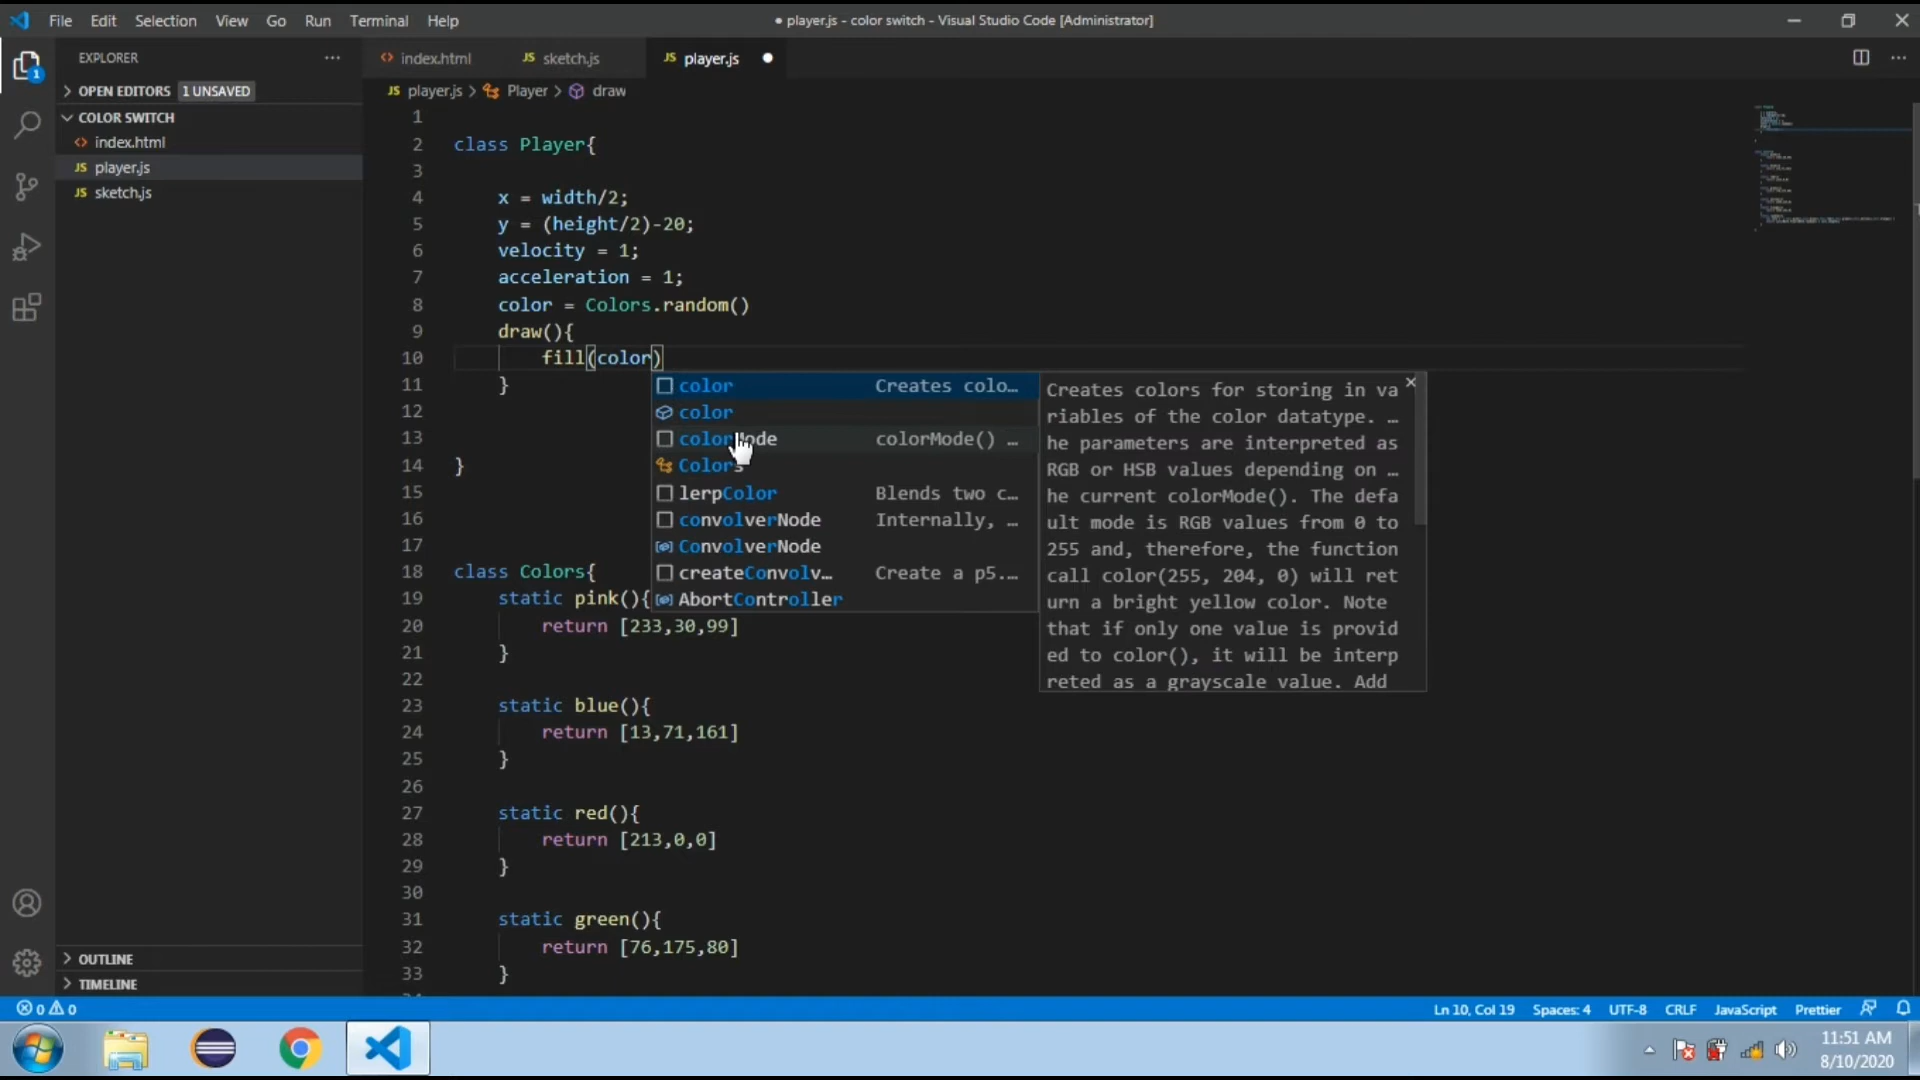 File Edit Selection View Go Run Terminal Help
● player.js - color switch - Visual Studio Code [Administrator]
EXPLORER
index.html
JS sketch.js
JS player.js
OPEN EDITORS 1 UNSAVED
JS player.js > Player > draw
COLOR SWITCH
index.html
JS player.js
JS sketch.js
1
2 class Player{
3
4 x = width/2;
5 y = (height/2)-20;
6 velocity = 1;
7 acceleration = 1;
8 color = Colors.random()
9 draw(){
10 fill(color)
11 }
12
13
14 }
15
16
17
18 class Colors{
19 static pink(){
20 return [233,30,99]
21 }
22
23 static blue(){
24 return [13,71,161]
25 }
26
27 static red(){
28 return [213,0,0]
29 }
30
31 static green(){
32 return [76,175,80]
33 }
color Creates colo…
color
colorMode colorMode() …
Colors
lerpColor Blends two c…
convolverNode Internally, …
ConvolverNode
createConvolv… Create a p5.…
AbortController
Creates colors for storing in va
riables of the color datatype. …
he parameters are interpreted as
RGB or HSB values depending on …
he current colorMode(). The defa
ult mode is RGB values from 0 to
255 and, therefore, the function
call color(255, 204, 0) will ret
urn a bright yellow color. Note
that if only one value is provid
ed to color(), it will be interp
reted as a grayscale value. Add
OUTLINE
TIMELINE
0 0
Ln 10, Col 19 Spaces: 4 UTF-8 CRLF JavaScript Prettier
11:51 AM
8/10/2020